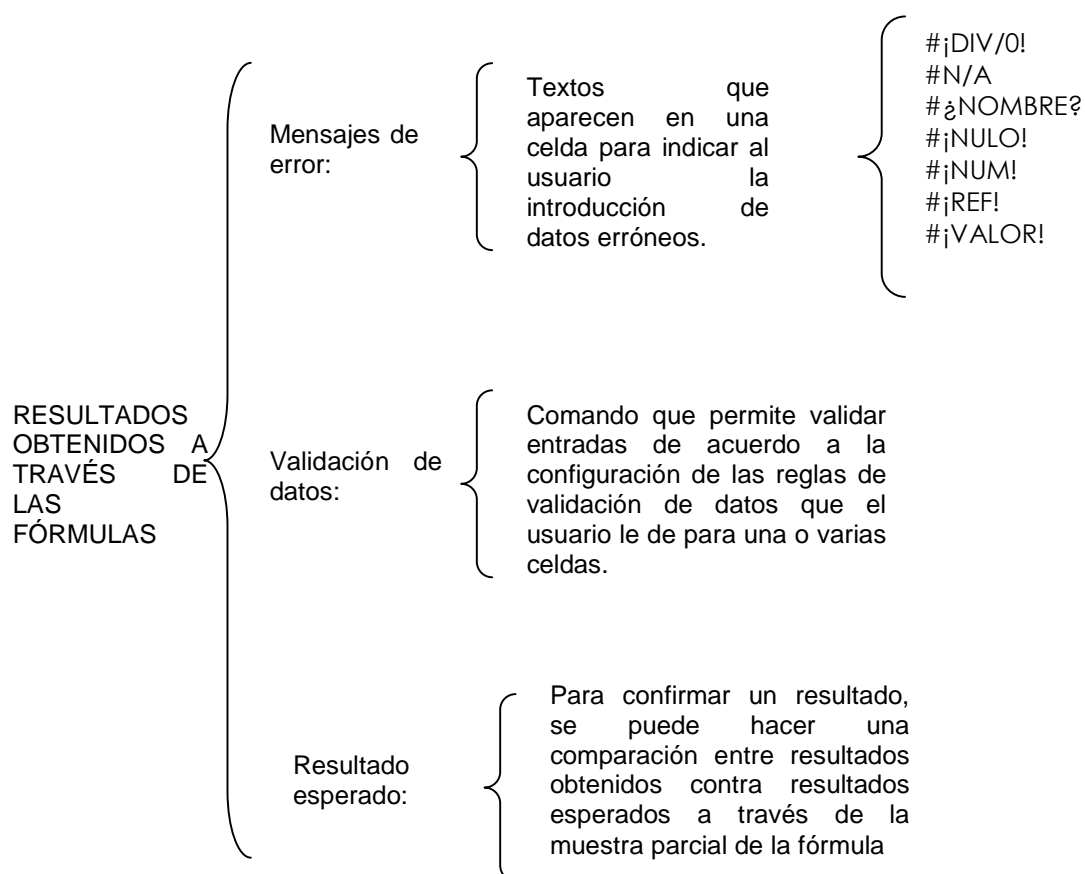 RESULTADOS
OBTENIDOS A
TRAVÉS DE
LAS
FÓRMULAS
Mensajes de
error:
Textos que
aparecen en una
celda para indicar al
usuario la
introducción de
datos erróneos.
#¡DIV/0!
#N/A
#¿NOMBRE?
#¡NULO!
#¡NUM!
#¡REF!
#¡VALOR!
Validación de
datos:
Comando que permite validar
entradas de acuerdo a la
configuración de las reglas de
validación de datos que el
usuario le de para una o varias
celdas.
Resultado
esperado:
Para confirmar un resultado,
se puede hacer una
comparación entre resultados
obtenidos contra resultados
esperados a través de la
muestra parcial de la fórmula